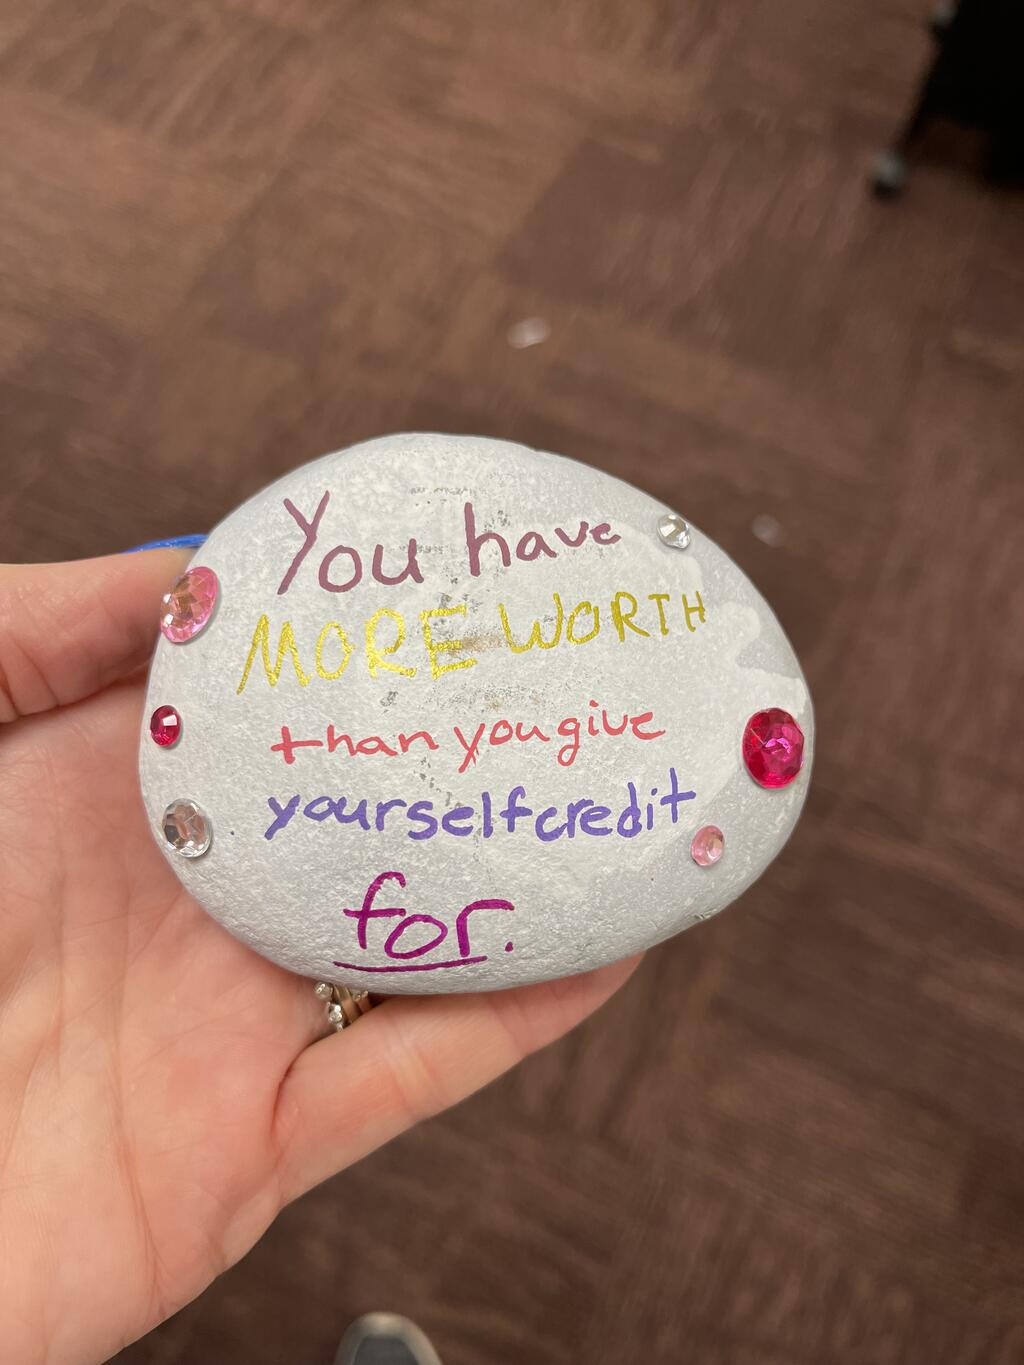 You have
MORE WORTH
than you give
yourself credit
for.